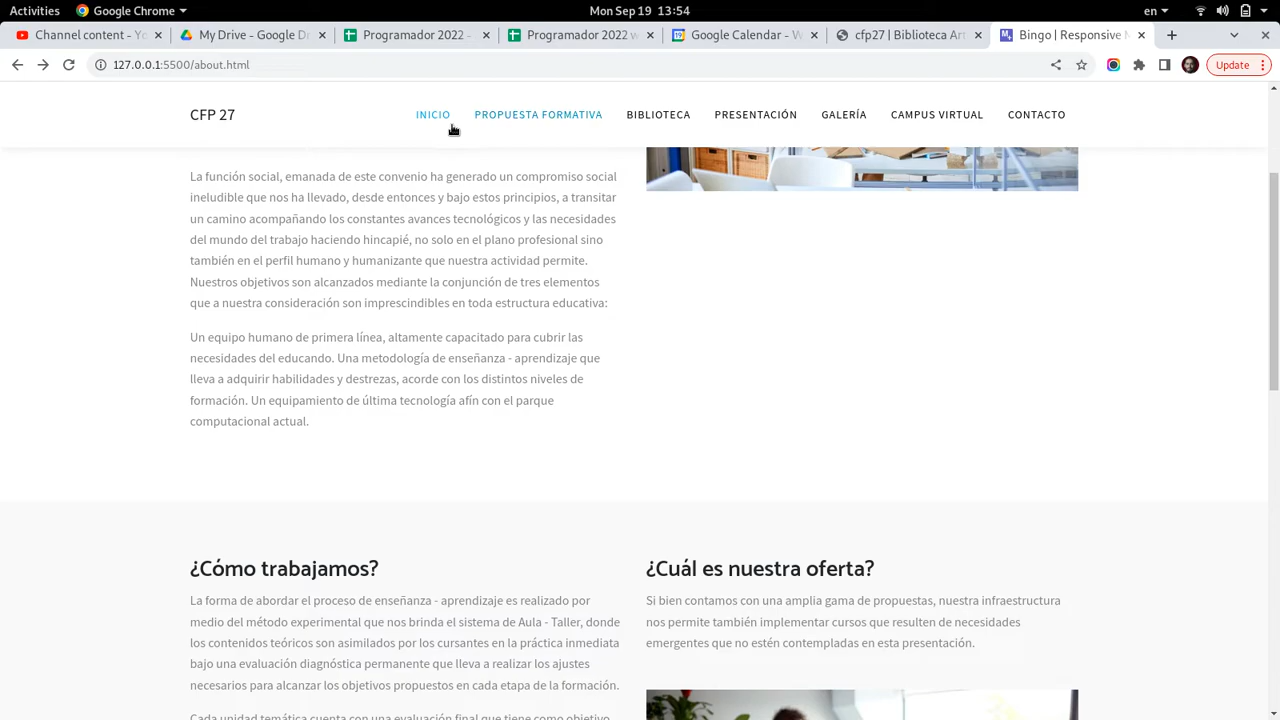 Activities Google Chrome Mon Sep 19 13:54 en
Channel content - Yo My Drive - Google D Programador 2022 - Programador 2022 w Google Calendar - W cfp27 | Biblioteca Art Bingo | Responsive M
127.0.0.1:5500/about.html Update
CFP 27 INICIO PROPUESTA FORMATIVA BIBLIOTECA PRESENTACIÓN GALERÍA CAMPUS VIRTUAL CONTACTO
La función social, emanada de este convenio ha generado un compromiso social
ineludible que nos ha llevado, desde entonces y bajo estos principios, a transitar
un camino acompañando los constantes avances tecnológicos y las necesidades
del mundo del trabajo haciendo hincapié, no solo en el plano profesional sino
también en el perfil humano y humanizante que nuestra actividad permite.
Nuestros objetivos son alcanzados mediante la conjunción de tres elementos
que a nuestra consideración son imprescindibles en toda estructura educativa:
Un equipo humano de primera línea, altamente capacitado para cubrir las
necesidades del educando. Una metodología de enseñanza - aprendizaje que
lleva a adquirir habilidades y destrezas, acorde con los distintos niveles de
formación. Un equipamiento de última tecnología afín con el parque
computacional actual.
¿Cómo trabajamos?
La forma de abordar el proceso de enseñanza - aprendizaje es realizado por
medio del método experimental que nos brinda el sistema de Aula - Taller, donde
los contenidos teóricos son asimilados por los cursantes en la práctica inmediata
bajo una evaluación diagnóstica permanente que lleva a realizar los ajustes
necesarios para alcanzar los objetivos propuestos en cada etapa de la formación.
Cada unidad temática cuenta con una evaluación final que tiene como objetivo
¿Cuál es nuestra oferta?
Si bien contamos con una amplia gama de propuestas, nuestra infraestructura
nos permite también implementar cursos que resulten de necesidades
emergentes que no estén contempladas en esta presentación.